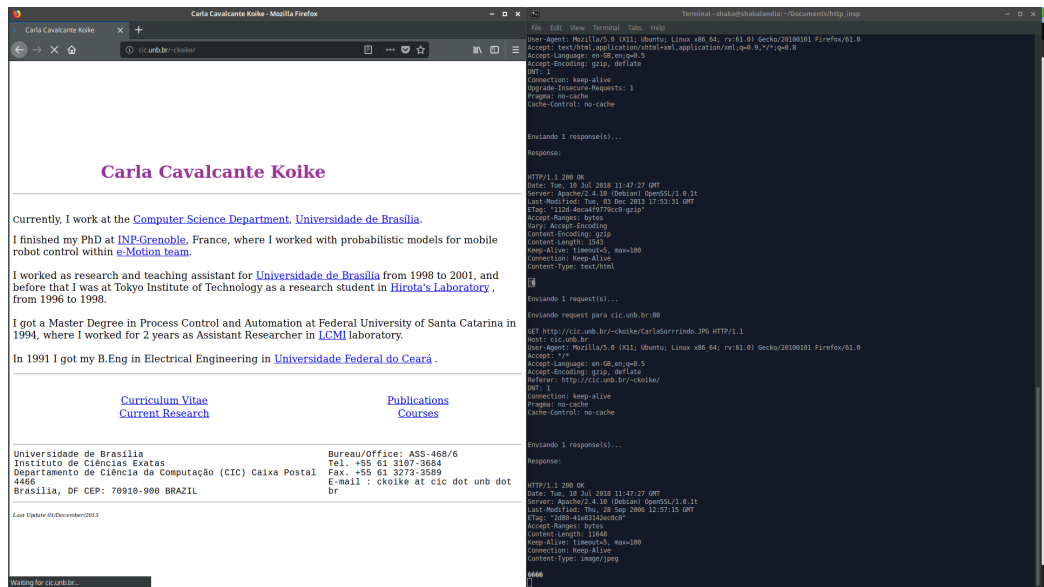 Carla Cavalcante Koike - Mozilla Firefox
Carla Cavalcante Koike
cic.unb.br/~ckoike/
Carla Cavalcante Koike
Currently, I work at the Computer Science Department, Universidade de Brasília.
I finished my PhD at INP-Grenoble, France, where I worked with probabilistic models for mobile
robot control within e-Motion team.
I worked as research and teaching assistant for Universidade de Brasília from 1998 to 2001, and
before that I was at Tokyo Institute of Technology as a research student in Hirota's Laboratory ,
from 1996 to 1998.
I got a Master Degree in Process Control and Automation at Federal University of Santa Catarina in
1994, where I worked for 2 years as Assistant Researcher in LCMI laboratory.
In 1991 I got my B.Eng in Electrical Engineering in Universidade Federal do Ceará .
Curriculum Vitae
Current Research
Publications
Courses
Universidade de Brasília
Instituto de Ciências Exatas
Departamento de Ciência da Computação (CIC) Caixa Postal
4466
Brasília, DF CEP: 70910-900 BRAZIL
Bureau/Office: ASS-468/6
Tel. +55 61 3107-3684
Fax. +55 61 3273-3589
E-mail : ckoike at cic dot unb dot
br
Last Update 01/December/2013
Waiting for cic.unb.br...
Terminal - shaka@shakalandia: ~/Documents/http_insp
File Edit View Terminal Tabs Help
User-Agent: Mozilla/5.0 (X11; Ubuntu; Linux x86_64; rv:61.0) Gecko/20100101 Firefox/61.0
Accept: text/html,application/xhtml+xml,application/xml;q=0.9,*/*;q=0.8
Accept-Language: en-GB,en;q=0.5
Accept-Encoding: gzip, deflate
DNT: 1
Connection: keep-alive
Upgrade-Insecure-Requests: 1
Pragma: no-cache
Cache-Control: no-cache
Enviando 1 response(s)...
Response:
HTTP/1.1 200 OK
Date: Tue, 10 Jul 2018 11:47:27 GMT
Server: Apache/2.4.10 (Debian) OpenSSL/1.0.1t
Last-Modified: Tue, 03 Dec 2013 17:53:31 GMT
ETag: "112d-4eca4f9779cc0-gzip"
Accept-Ranges: bytes
Vary: Accept-Encoding
Content-Encoding: gzip
Content-Length: 1543
Keep-Alive: timeout=5, max=100
Connection: Keep-Alive
Content-Type: text/html
Enviando 1 request(s)...
Enviando request para cic.unb.br:80
GET http://cic.unb.br/~ckoike/CarlaSorrrindo.JPG HTTP/1.1
Host: cic.unb.br
User-Agent: Mozilla/5.0 (X11; Ubuntu; Linux x86_64; rv:61.0) Gecko/20100101 Firefox/61.0
Accept: */*
Accept-Language: en-GB,en;q=0.5
Accept-Encoding: gzip, deflate
Referer: http://cic.unb.br/~ckoike/
DNT: 1
Connection: keep-alive
Pragma: no-cache
Cache-Control: no-cache
Enviando 1 response(s)...
Response:
HTTP/1.1 200 OK
Date: Tue, 10 Jul 2018 11:47:27 GMT
Server: Apache/2.4.10 (Debian) OpenSSL/1.0.1t
Last-Modified: Thu, 28 Sep 2006 12:57:15 GMT
ETag: "2d80-41e83142ec0c0"
Accept-Ranges: bytes
Content-Length: 11648
Keep-Alive: timeout=5, max=100
Connection: Keep-Alive
Content-Type: image/jpeg